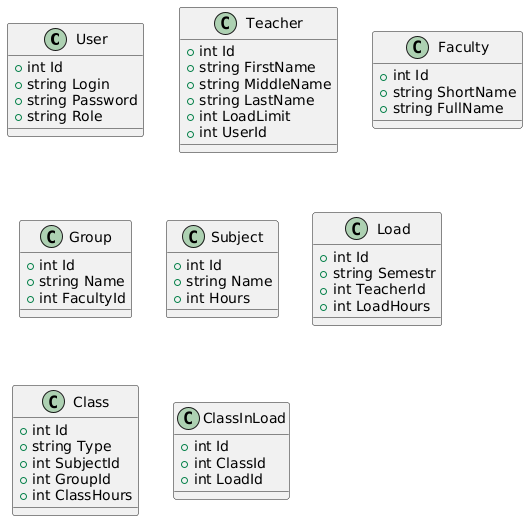 C User
int Id
string Login
string Password
string Role
C Teacher
int Id
string FirstName
string MiddleName
string LastName
int LoadLimit
int UserId
C Faculty
int Id
string ShortName
string FullName
C Group
int Id
string Name
int FacultyId
C Subject
int Id
string Name
int Hours
C Load
int Id
string Semestr
int TeacherId
int LoadHours
C Class
int Id
string Type
int SubjectId
int GroupId
int ClassHours
C ClassInLoad
int Id
int ClassId
int LoadId